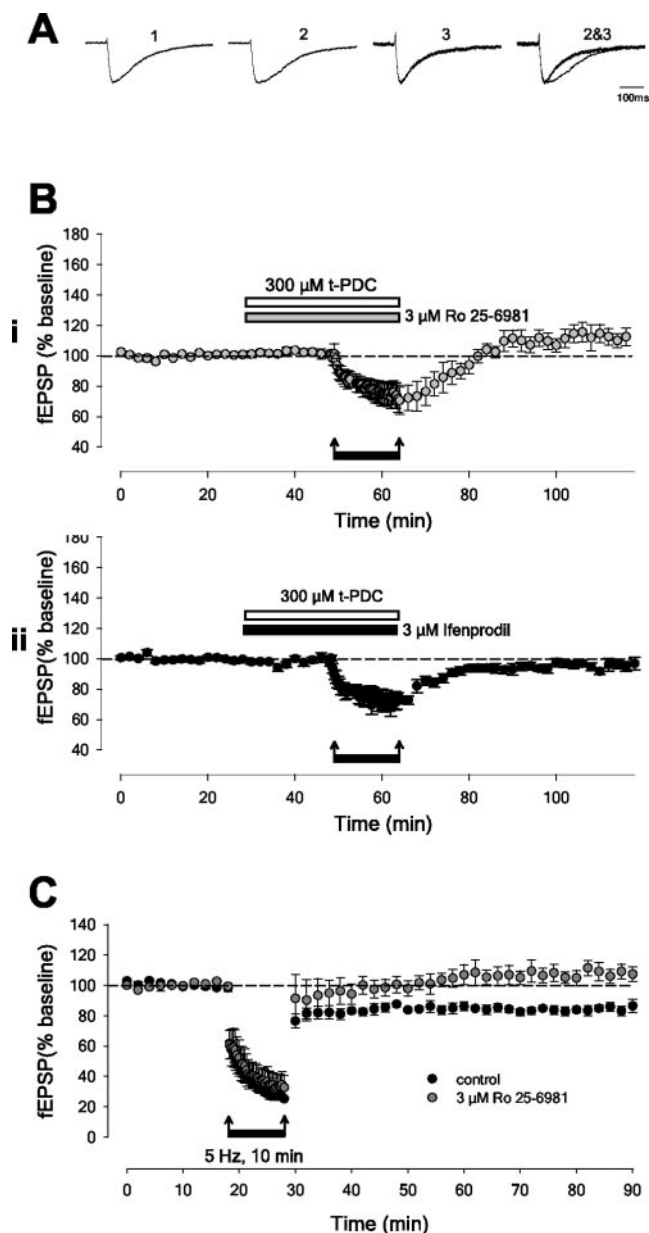 A
1 2 3 2&3
100ms
B
i
fEPSP (% baseline)
180
160
140
120
100
80
60
40
300 µM t-PDC
3 µM Ro 25-6981
0 20 40 60 80 100
Time (min)
ii
fEPSP(% baseline)
180
160
140
120
100
80
60
40
300 µM t-PDC
3 µM Ifenprodil
0 20 40 60 80 100
Time (min)
C
fEPSP(% baseline)
140
120
100
80
60
40
20
0
control
3 µM Ro 25-6981
5 Hz, 10 min
0 10 20 30 40 50 60 70 80 90
Time (min)